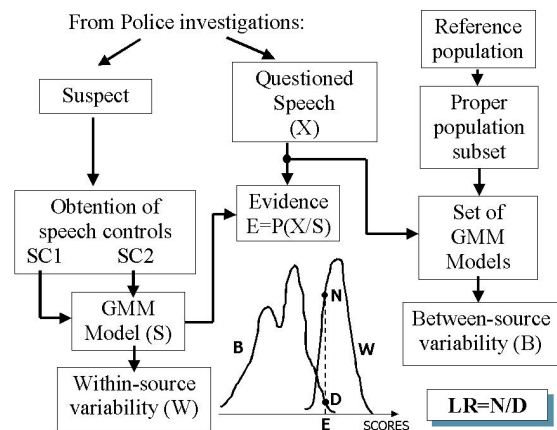 From Police investigations:
Suspect
Questioned
Speech
(X)
Reference
population
Proper
population
subset
Obtention of
speech controls
SC1 SC2
Evidence
E=P(X/S)
Set of
GMM
Models
GMM
Model (S)
Within-source
variability (W)
Between-source
variability (B)
N
B
W
D
E
SCORES
LR=N/D